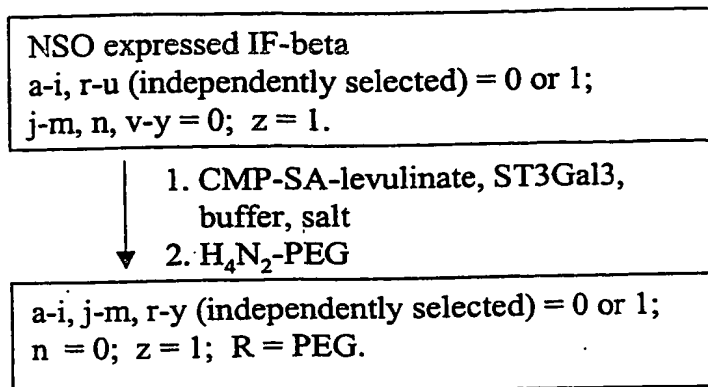 NSO expressed IF-beta
a-i, r-u (independently selected) = 0 or 1;
j-m, n, v-y = 0; z = 1.
1. CMP-SA-levulinate, ST3Gal3,
buffer, salt
2. H₄N₂-PEG
a-i, j-m, r-y (independently selected) = 0 or 1;
n = 0; z = 1; R = PEG.